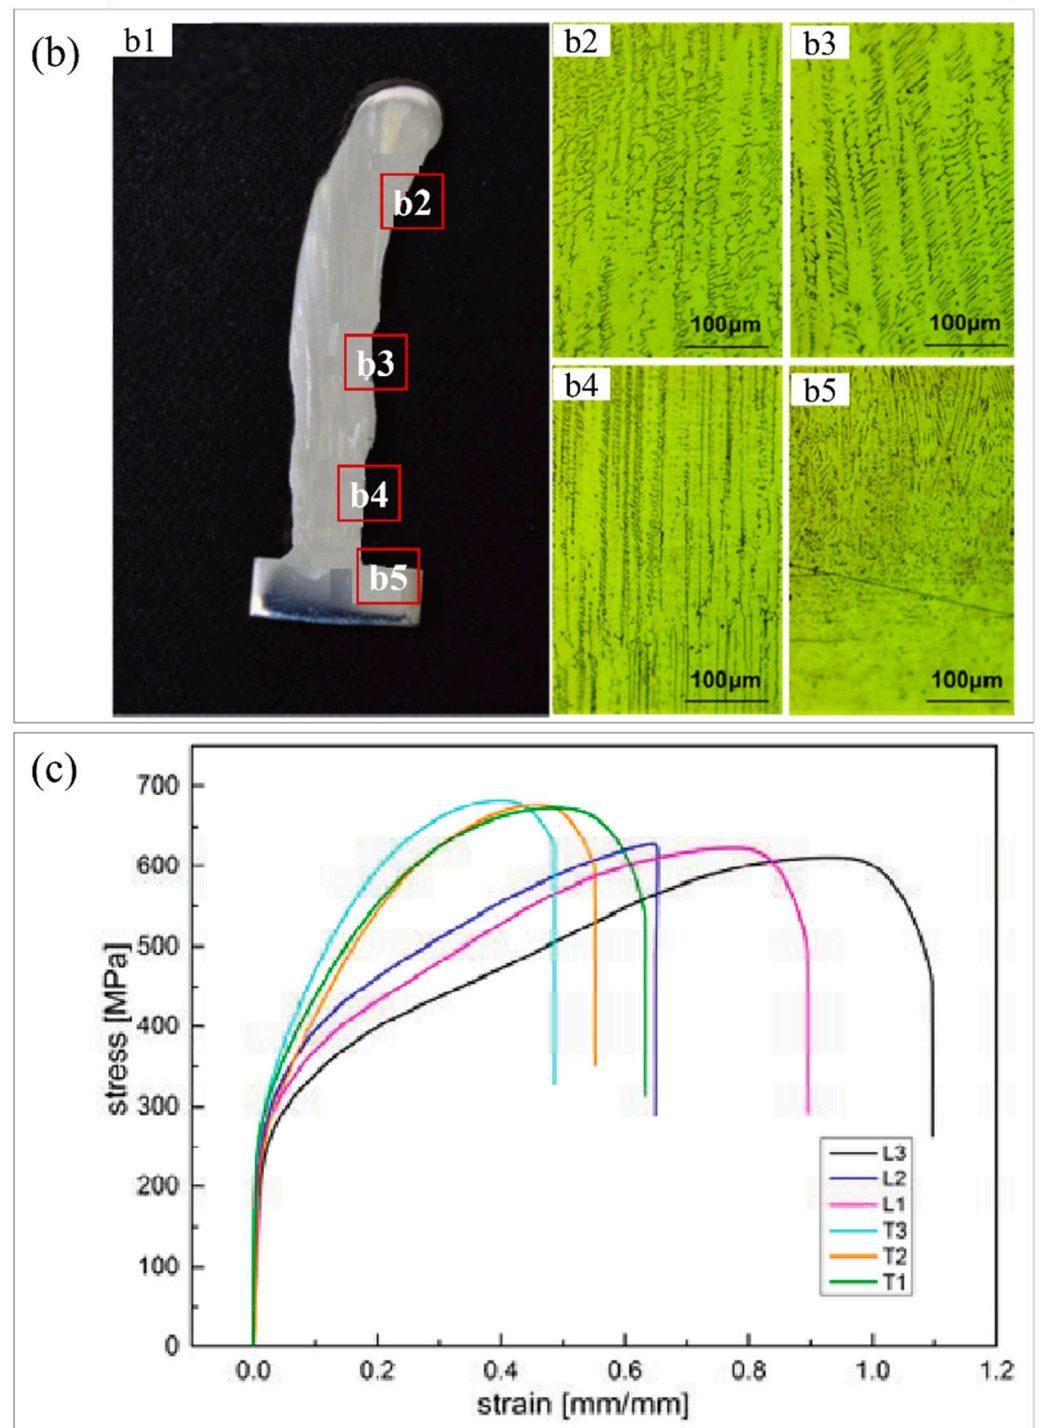 (b)
b1
b2
b3
b4
b5
b2
100µm
b3
100µm
b4
100µm
b5
100µm
(c)
stress [MPa]
700
600
500
400
300
200
100
0
0.0 0.2 0.4 0.6 0.8 1.0 1.2
strain [mm/mm]
L3
L2
L1
T3
T2
T1